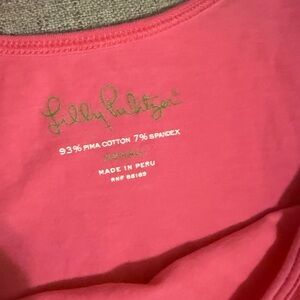 Lilly Pulitzer
93% PIMA COTTON 7% SPANDEX
MADE IN PERU